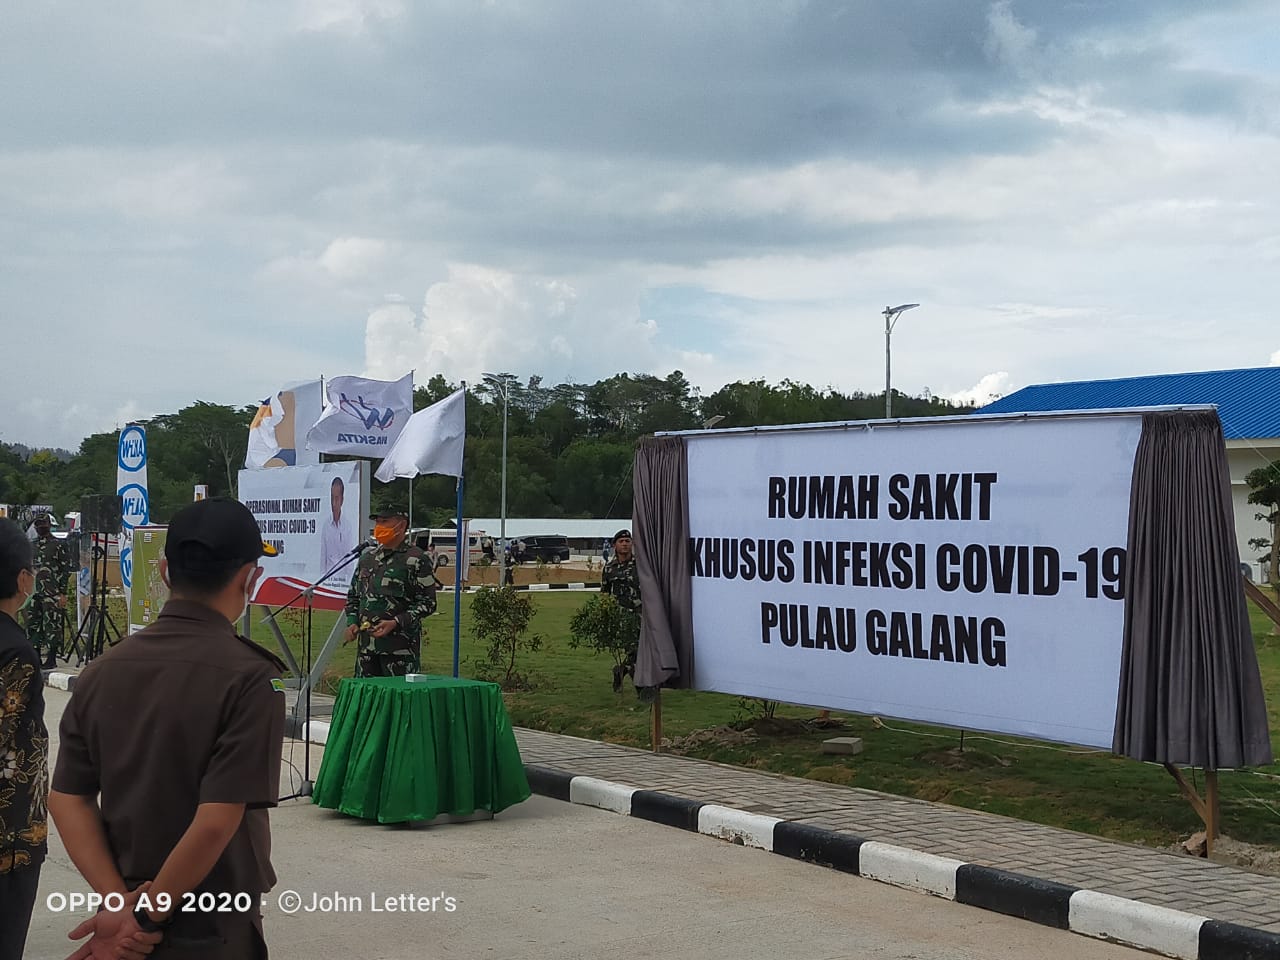 RUMAH SAKIT
KHUSUS INFEKSI COVID-19
PULAU GALANG
WASKITA
OPERASIONAL RUMAH SAKIT
KHUSUS INFEKSI COVID-19
GALANG
OPPO A9 2020 · ©John Letter's